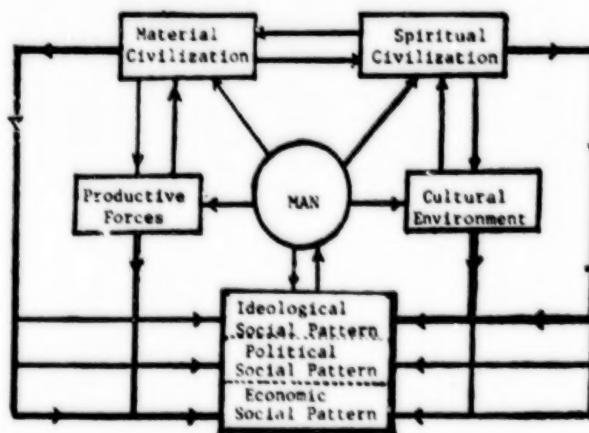 Material
Civilization
Spiritual
Civilization
Productive
Forces
MAN
Cultural
Environment
Ideological
Social Pattern
Political
Social Pattern
Economic
Social Pattern